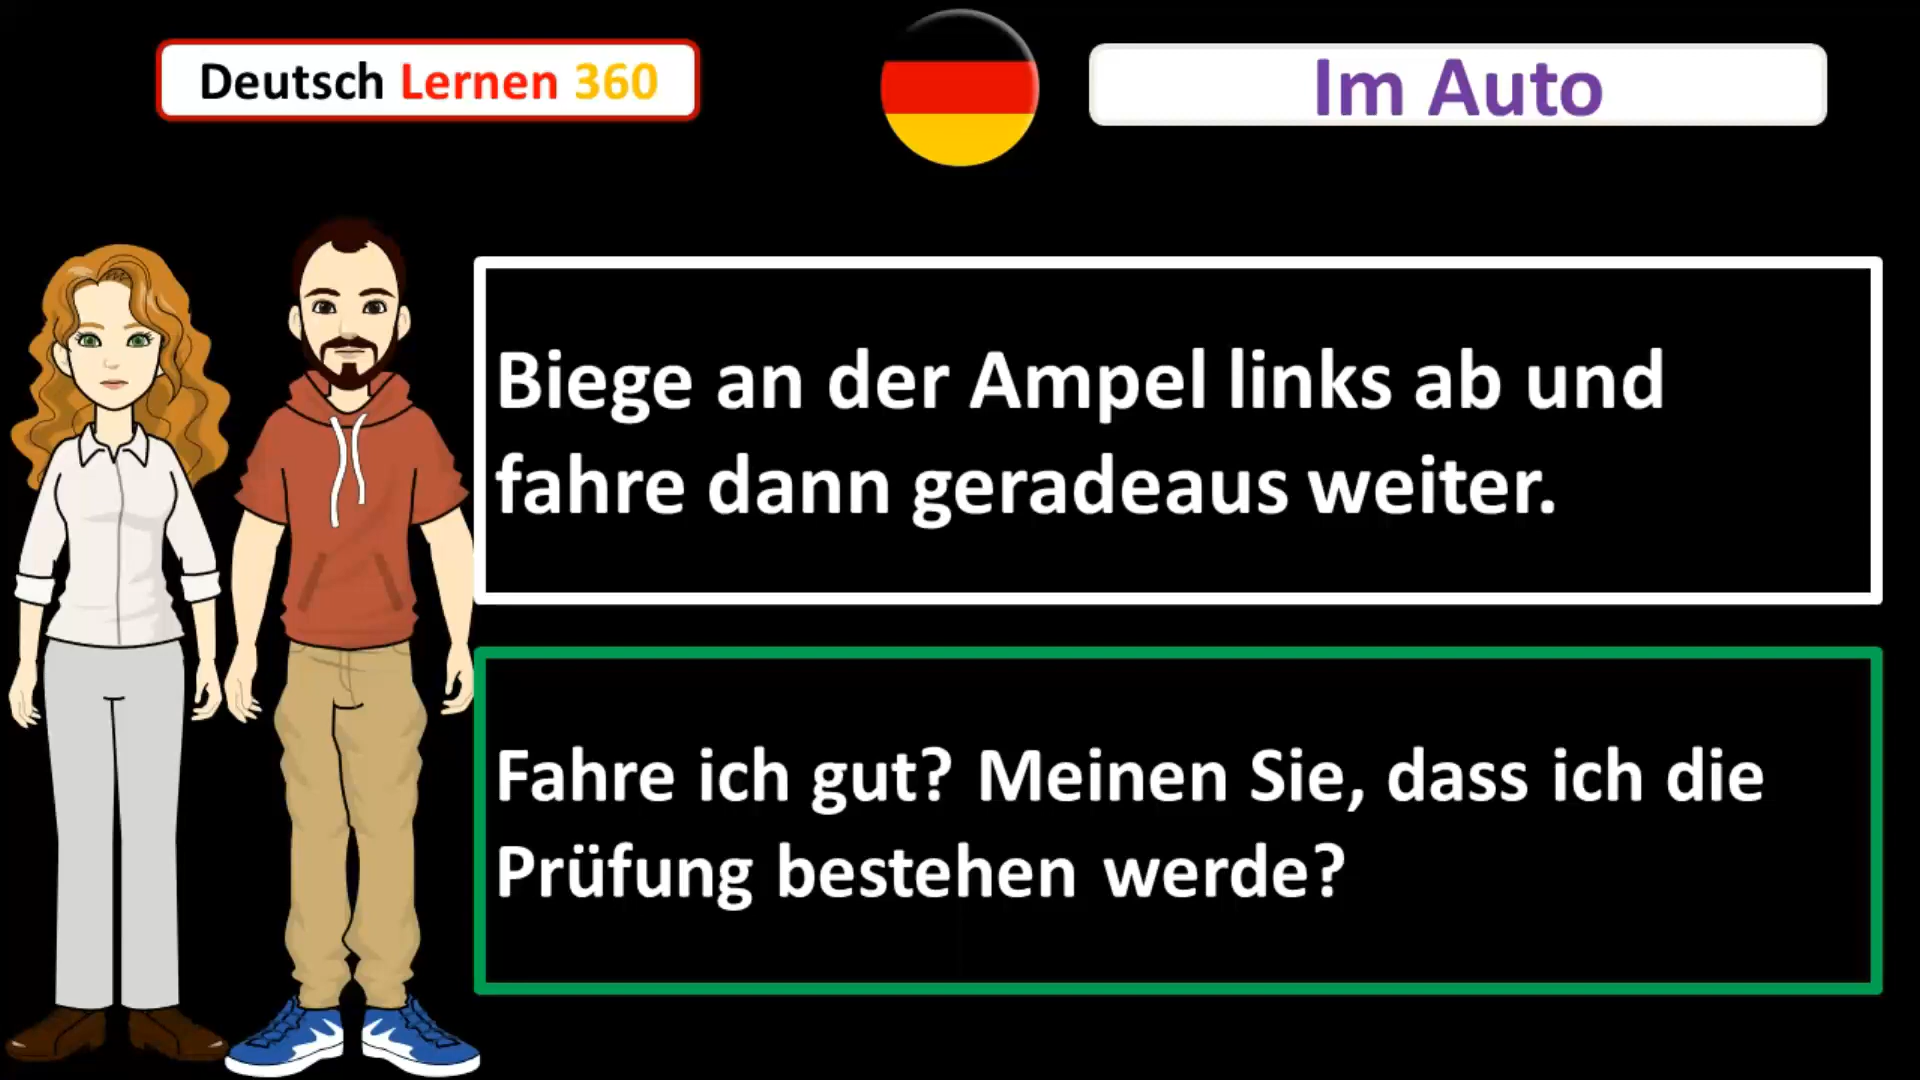 Deutsch Lernen 360
Im Auto
Biege an der Ampel links ab und
fahre dann geradeaus weiter.
Fahre ich gut? Meinen Sie, dass ich die
Prüfung bestehen werde?